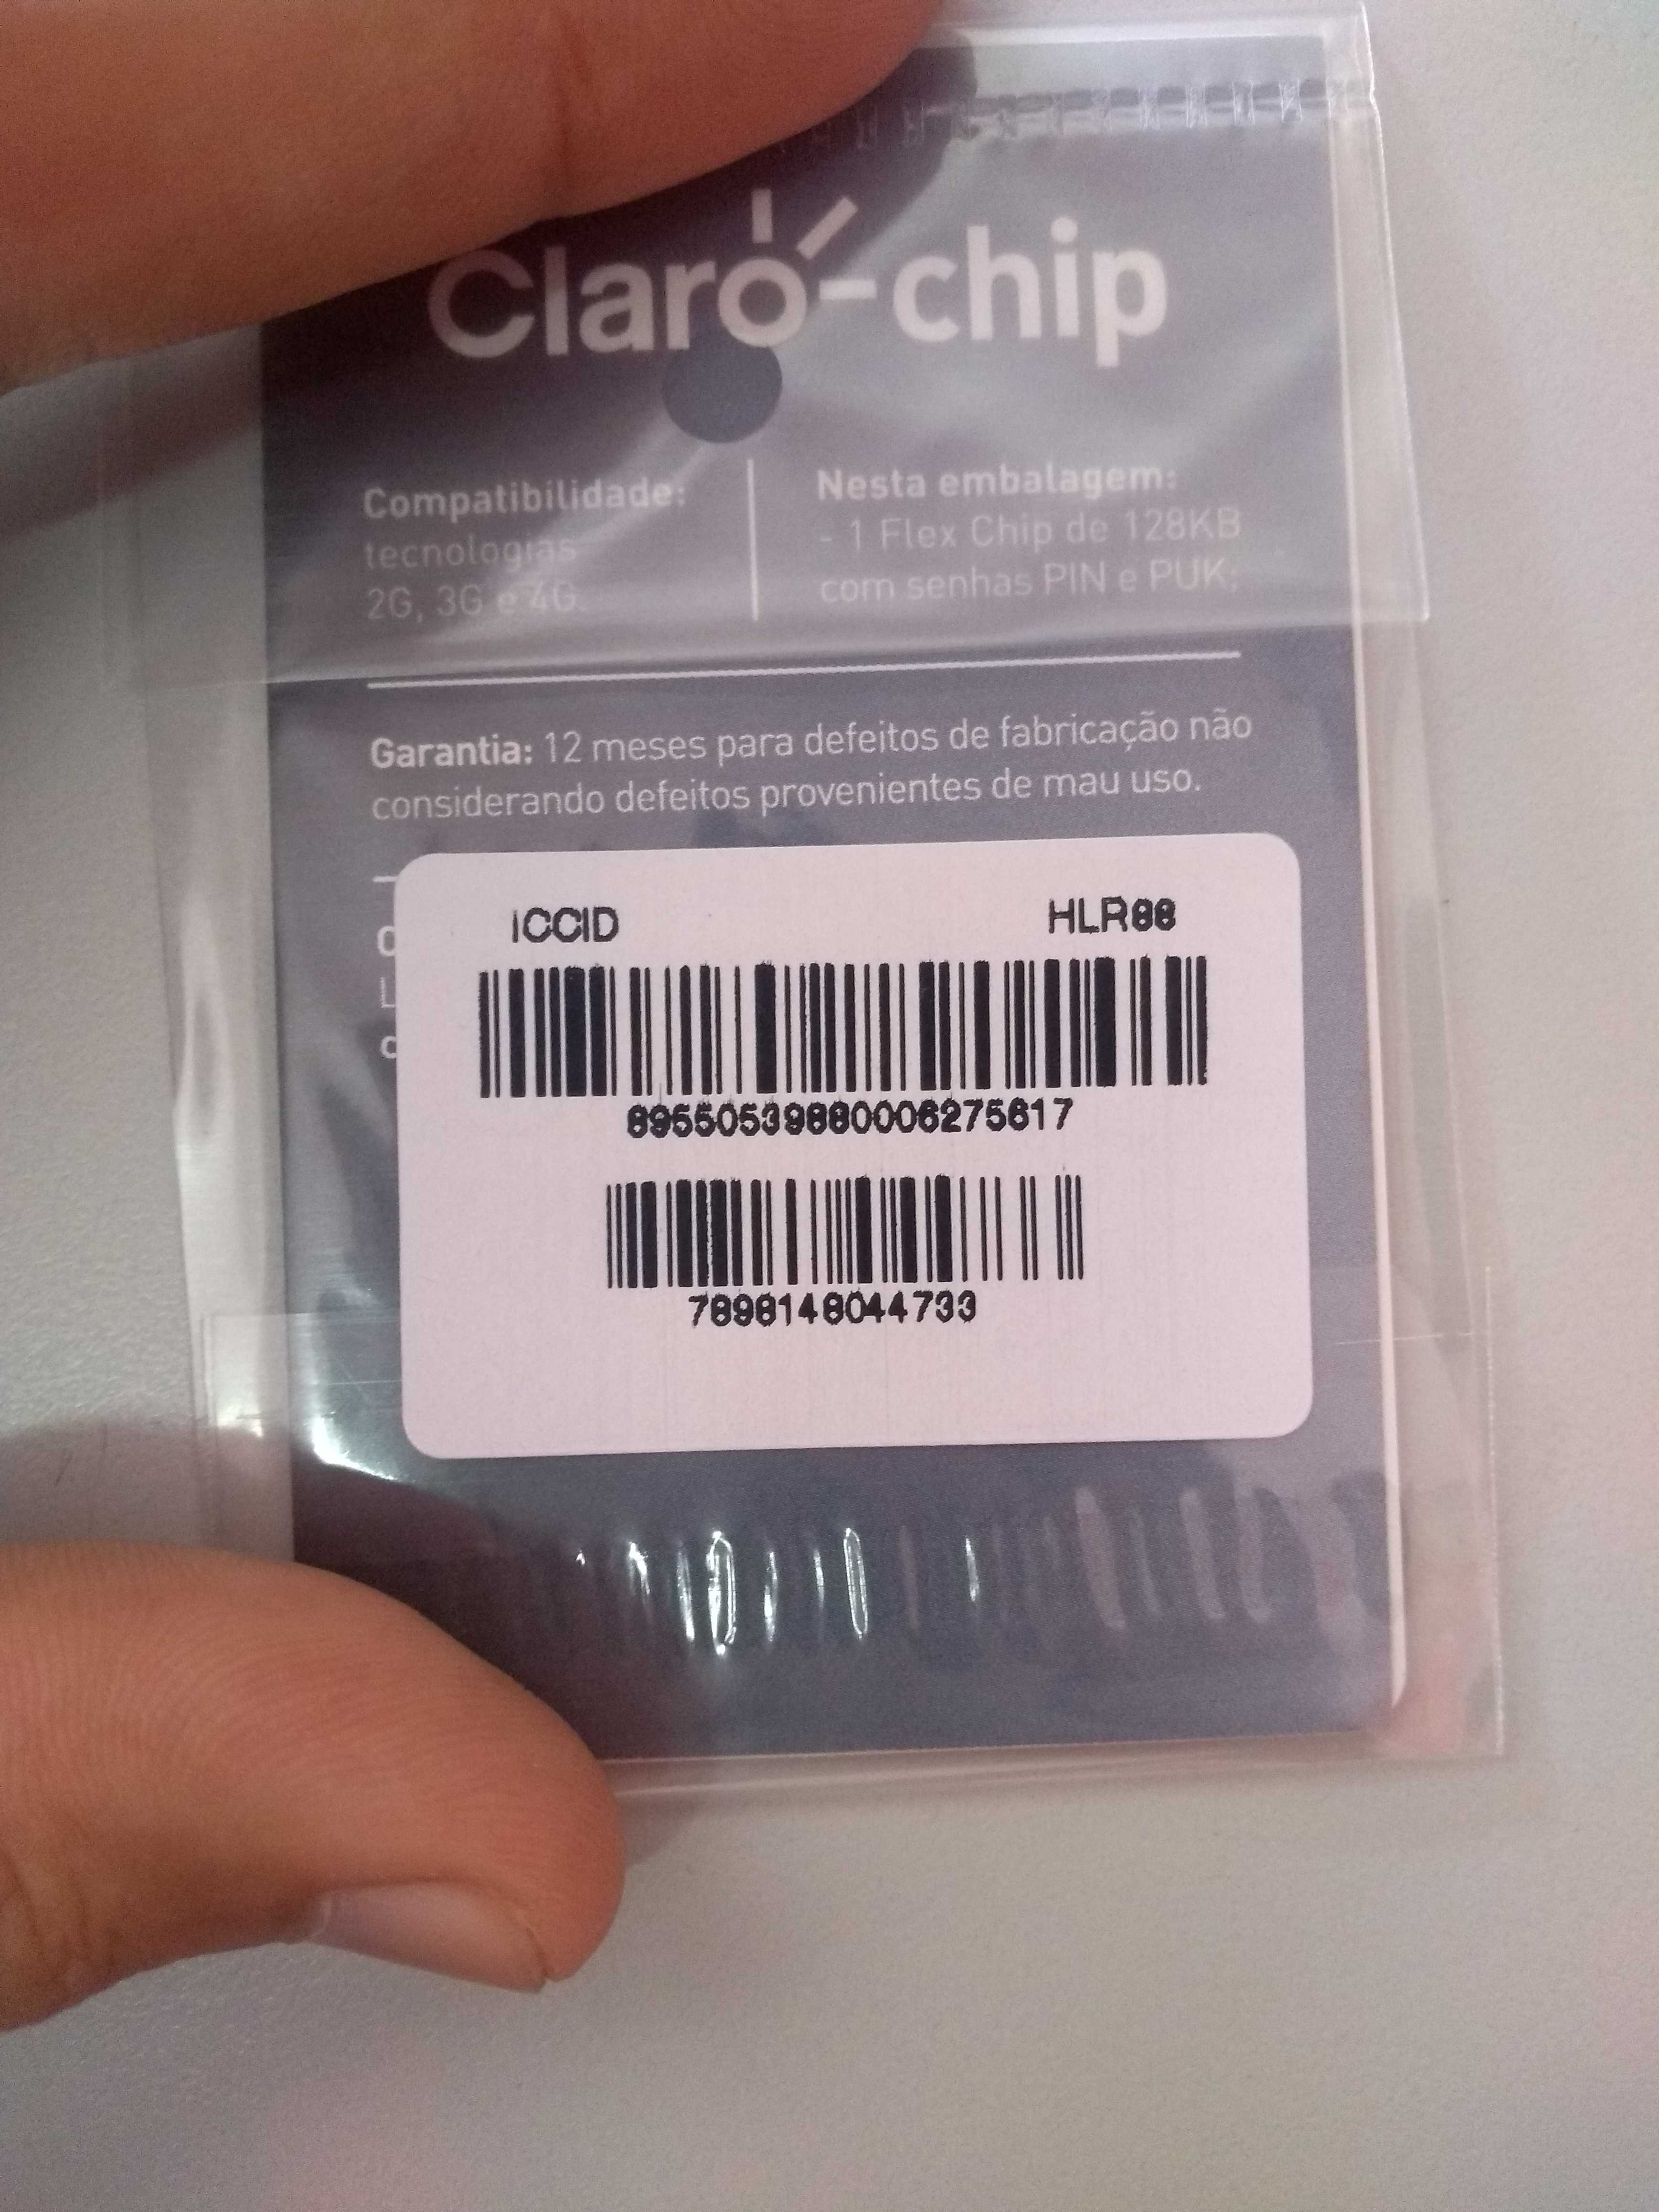 Claro-chip
Compatibilidade:
tecnologias
2G, 3G e 4G.
Nesta embalagem:
- 1 Flex Chip de 128KB
com senhas PIN e PUK;
Garantia: 12 meses para defeitos de fabricação não
considerando defeitos provenientes de mau uso.
ICCID HLR88
89550539880006275617
7898148044733